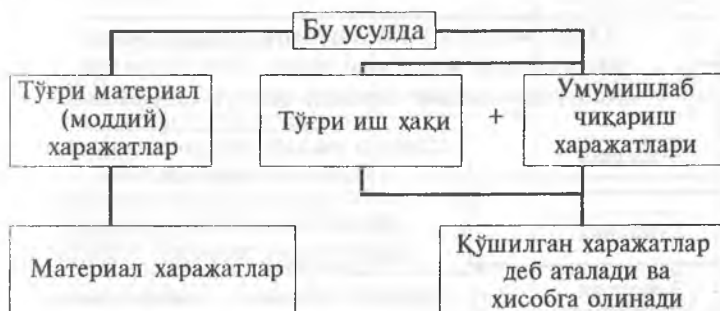 Бу усулда
Тўғри материал
(моддий)
харажатлар
Тўғри иш ҳақи
+
Умумишлаб
чиқариш
харажатлари
Материал харажатлар
Қўшилган харажатлар
деб аталади ва
хисобга олинади